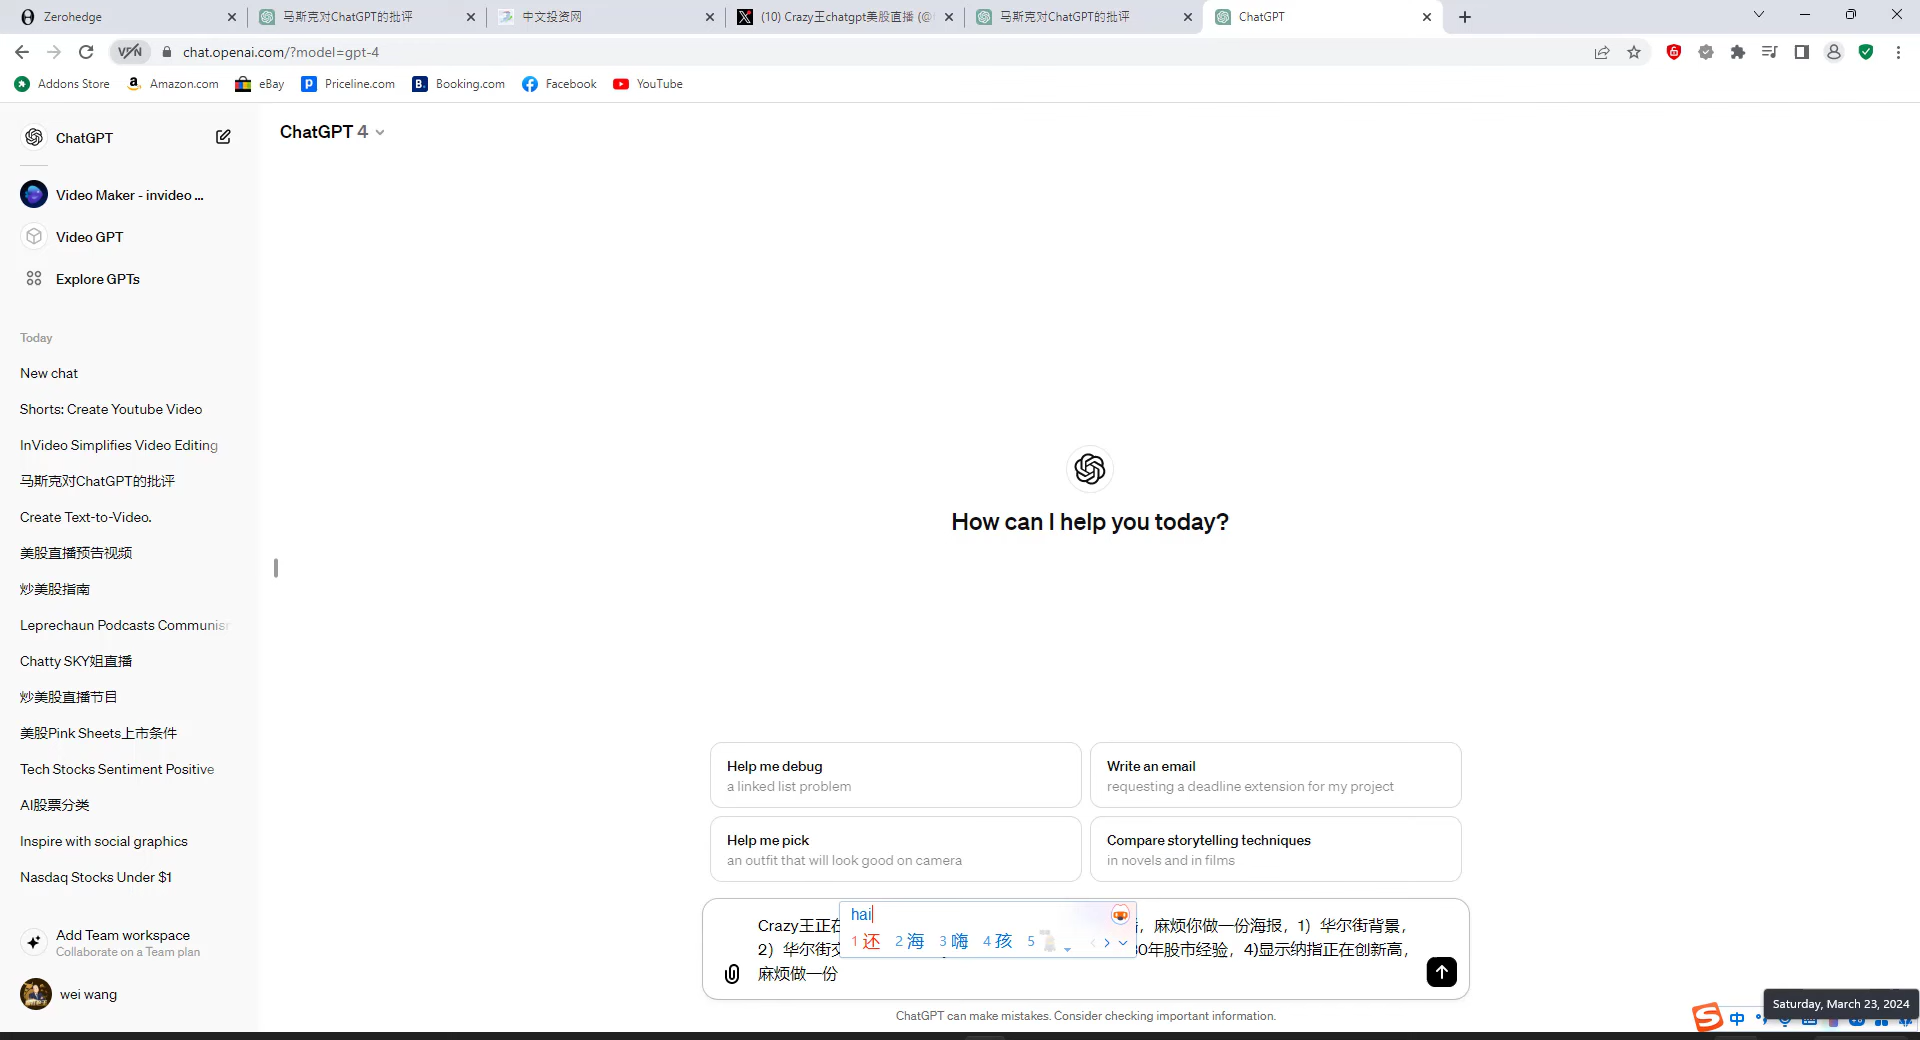 Zerohedge
马斯克对ChatGPT的批评
中文投资网
(10) Crazy王chatgpt美股直播 (@
马斯克对ChatGPT的批评
ChatGPT
VPN
chat.openai.com/?model=gpt-4
Addons Store
Amazon.com
eBay
Priceline.com
Booking.com
Facebook
YouTube
ChatGPT
ChatGPT 4
Video Maker - invideo ...
Video GPT
Explore GPTs
Today
New chat
Shorts: Create Youtube Video
InVideo Simplifies Video Editing
马斯克对ChatGPT的批评
Create Text-to-Video.
美股直播预告视频
炒美股指南
Leprechaun Podcasts Communism
Chatty SKY姐直播
炒美股直播节目
美股Pink Sheets上市条件
Tech Stocks Sentiment Positive
AI股票分类
Inspire with social graphics
Nasdaq Stocks Under $1
Add Team workspace
Collaborate on a Team plan
wei wang
How can I help you today?
Help me debug
a linked list problem
Write an email
requesting a deadline extension for my project
Help me pick
an outfit that will look good on camera
Compare storytelling techniques
in novels and in films
hai
1 还 2 海 3 嗨 4 孩 5
Crazy王正在 ，麻烦你做一份海报，1）华尔街背景，
2）华尔街交 0年股市经验，4)显示纳指正在创新高，
麻烦做一份
ChatGPT can make mistakes. Consider checking important information.
Saturday, March 23, 2024
中